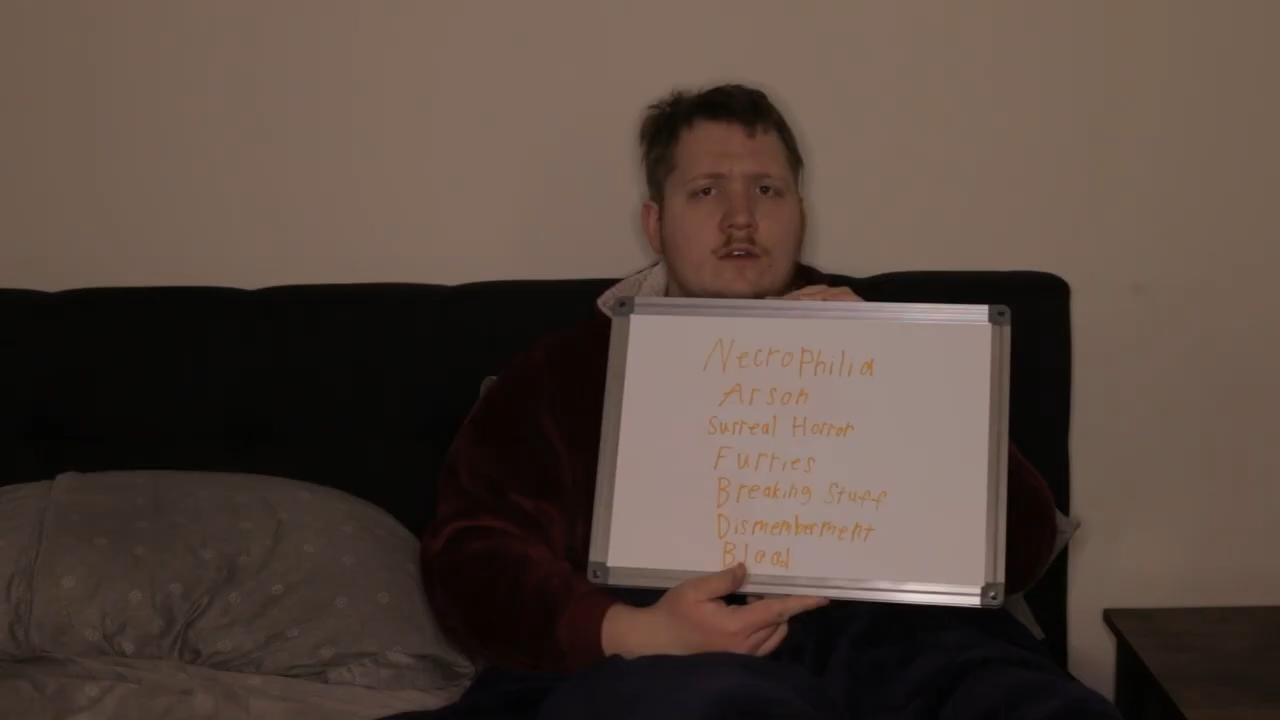 Necrophilia
Arson
Surreal Horror
Furries
Breaking Stuff
Dismemberment
Blood